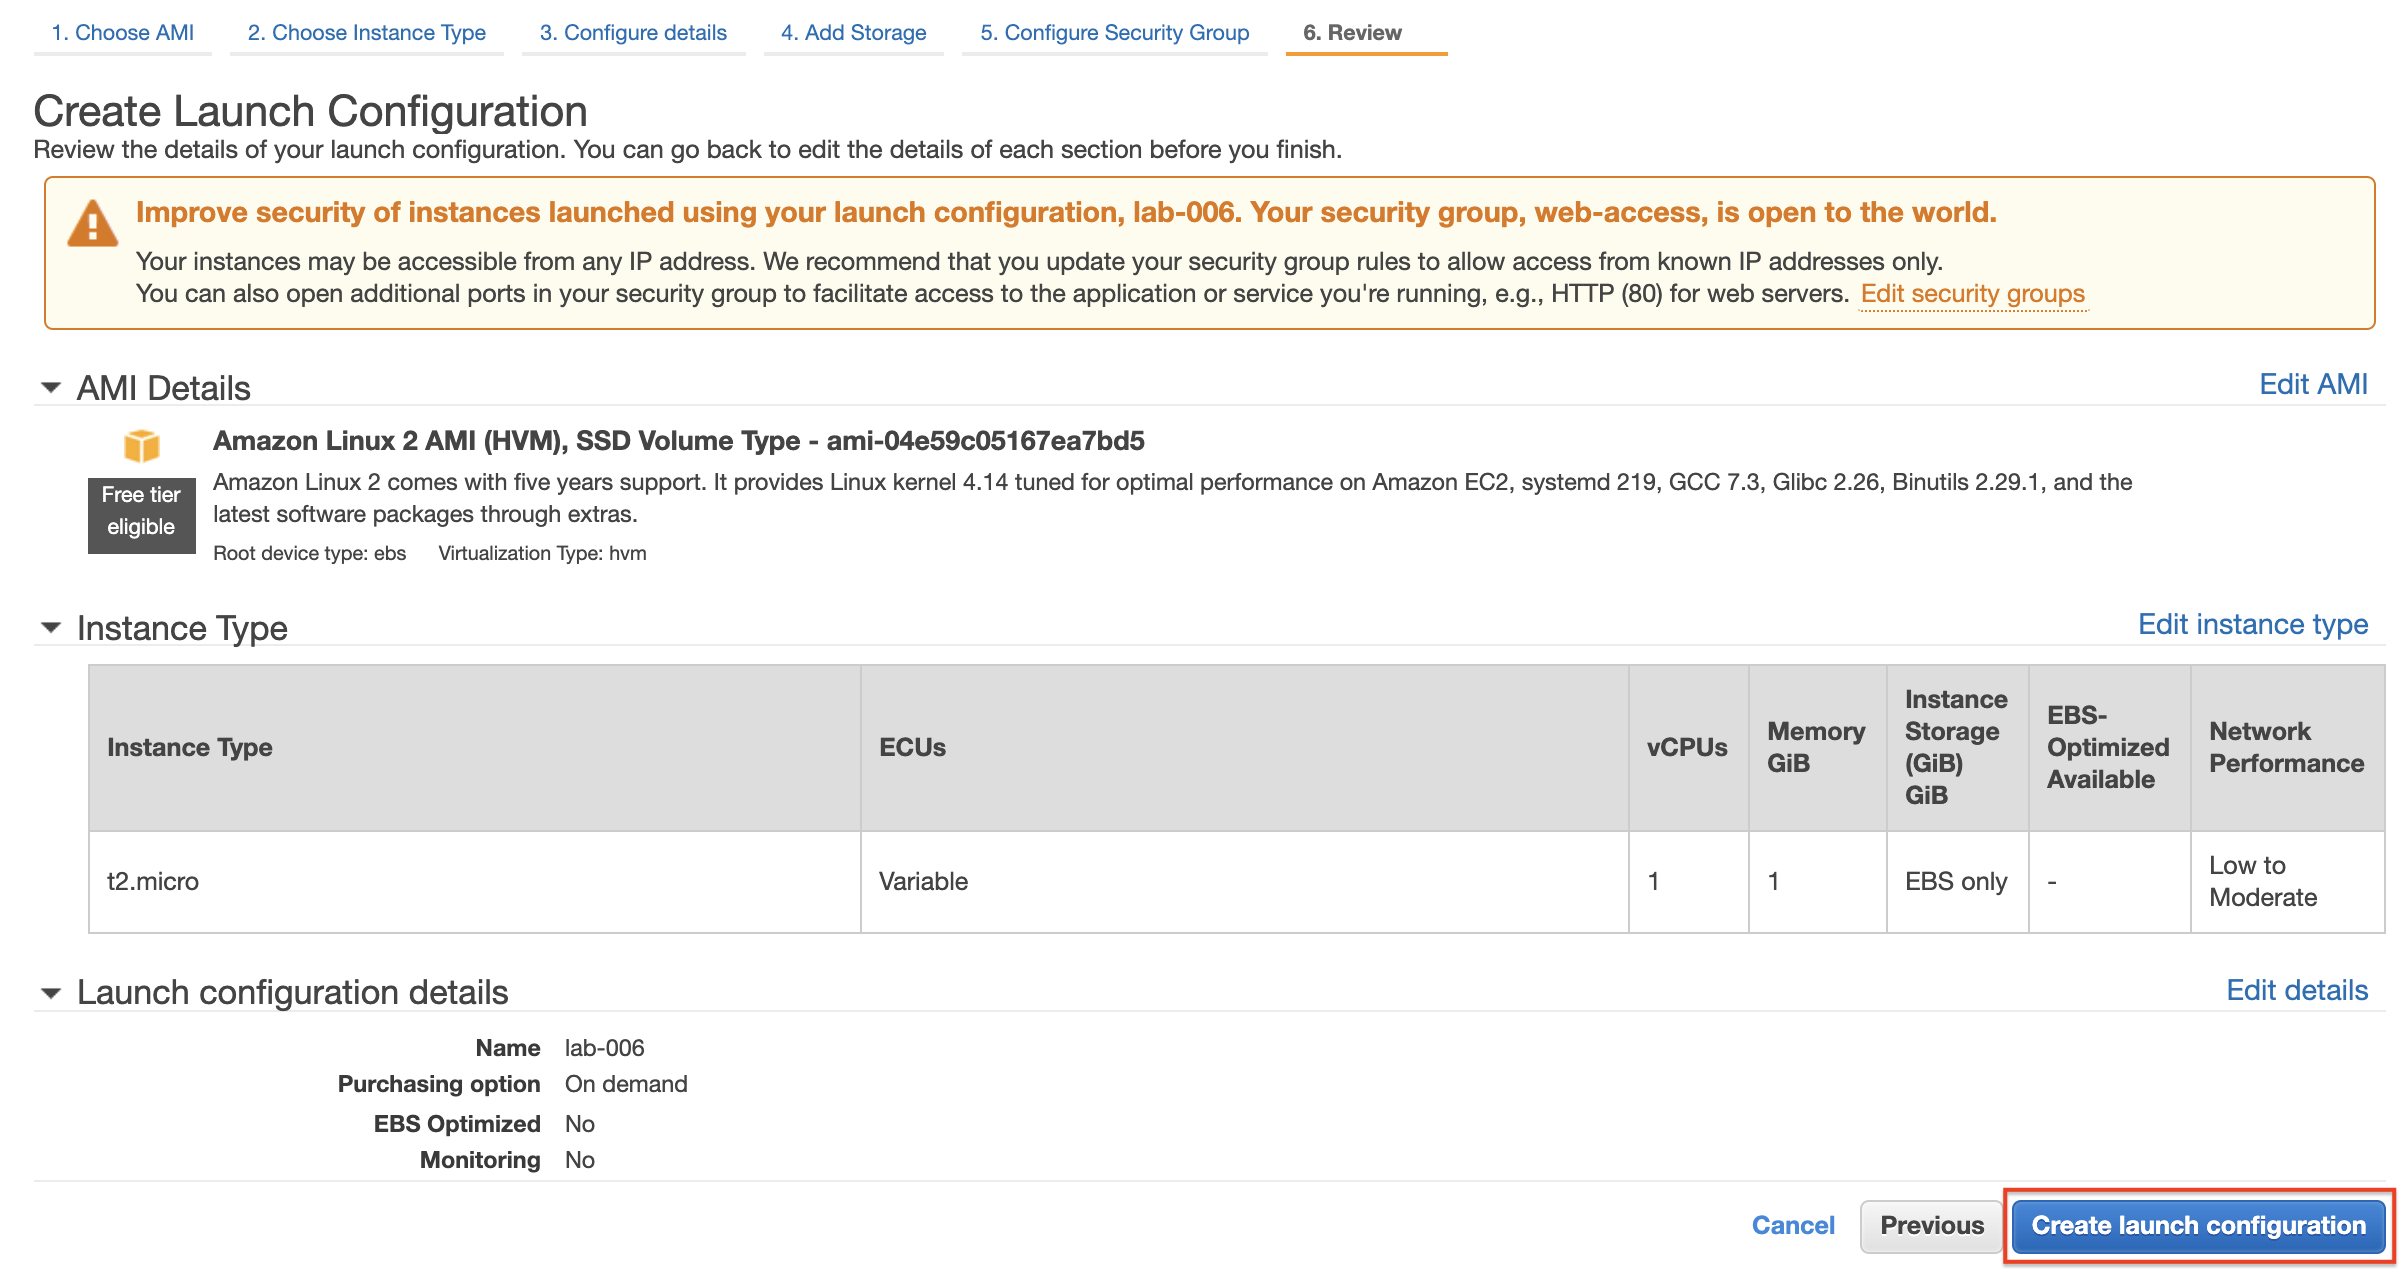 1. Choose AMI 2. Choose Instance Type 3. Configure details 4. Add Storage 5. Configure Security Group 6. Review
Create Launch Configuration
Review the details of your launch configuration. You can go back to edit the details of each section before you finish.
Improve security of instances launched using your launch configuration, lab-006. Your security group, web-access, is open to the world.
Your instances may be accessible from any IP address. We recommend that you update your security group rules to allow access from known IP addresses only.
You can also open additional ports in your security group to facilitate access to the application or service you're running, e.g., HTTP (80) for web servers. Edit security groups
AMI Details Edit AMI
Amazon Linux 2 AMI (HVM), SSD Volume Type - ami-04e59c05167ea7bd5
Free tier
eligible
Amazon Linux 2 comes with five years support. It provides Linux kernel 4.14 tuned for optimal performance on Amazon EC2, systemd 219, GCC 7.3, Glibc 2.26, Binutils 2.29.1, and the
latest software packages through extras.
Root device type: ebs Virtualization Type: hvm
Instance Type Edit instance type
Instance Type
ECUs
vCPUs
Memory
GiB
Instance
Storage
(GiB)
GiB
EBS-
Optimized
Available
Network
Performance
t2.micro
Variable
1
1
EBS only
-
Low to
Moderate
Launch configuration details Edit details
Name lab-006
Purchasing option On demand
EBS Optimized No
Monitoring No
Cancel Previous Create launch configuration